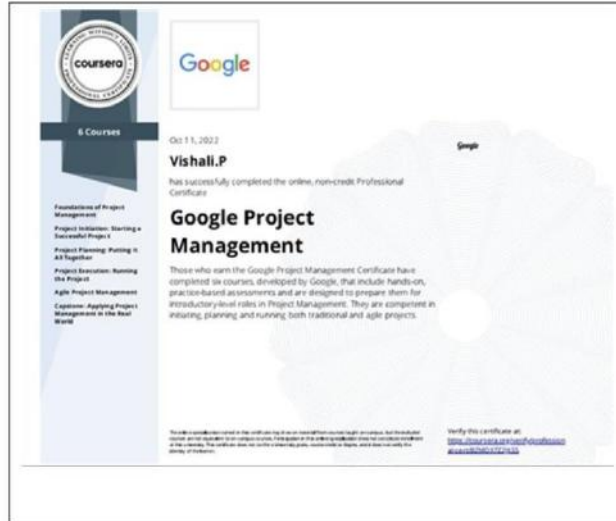 LEARNING WITHOUT LIMITS
coursera
PROFESSIONAL CERTIFICATE
6 Courses
Foundations of Project
Management
Project Initiation: Starting a
Successful Project
Project Planning: Putting It
All Together
Project Execution: Running
the Project
Agile Project Management
Capstone: Applying Project
Management in the Real
World
Google
Oct 11, 2022
Vishali.P
has successfully completed the online, non-credit Professional
Certificate
Google Project
Management
Those who earn the Google Project Management Certificate have
completed six courses, developed by Google, that include hands-on,
practice-based assessments and are designed to prepare them for
introductory-level roles in Project Management. They are competent in
initiating, planning and running both traditional and agile projects.
Google
Verify this certificate at: